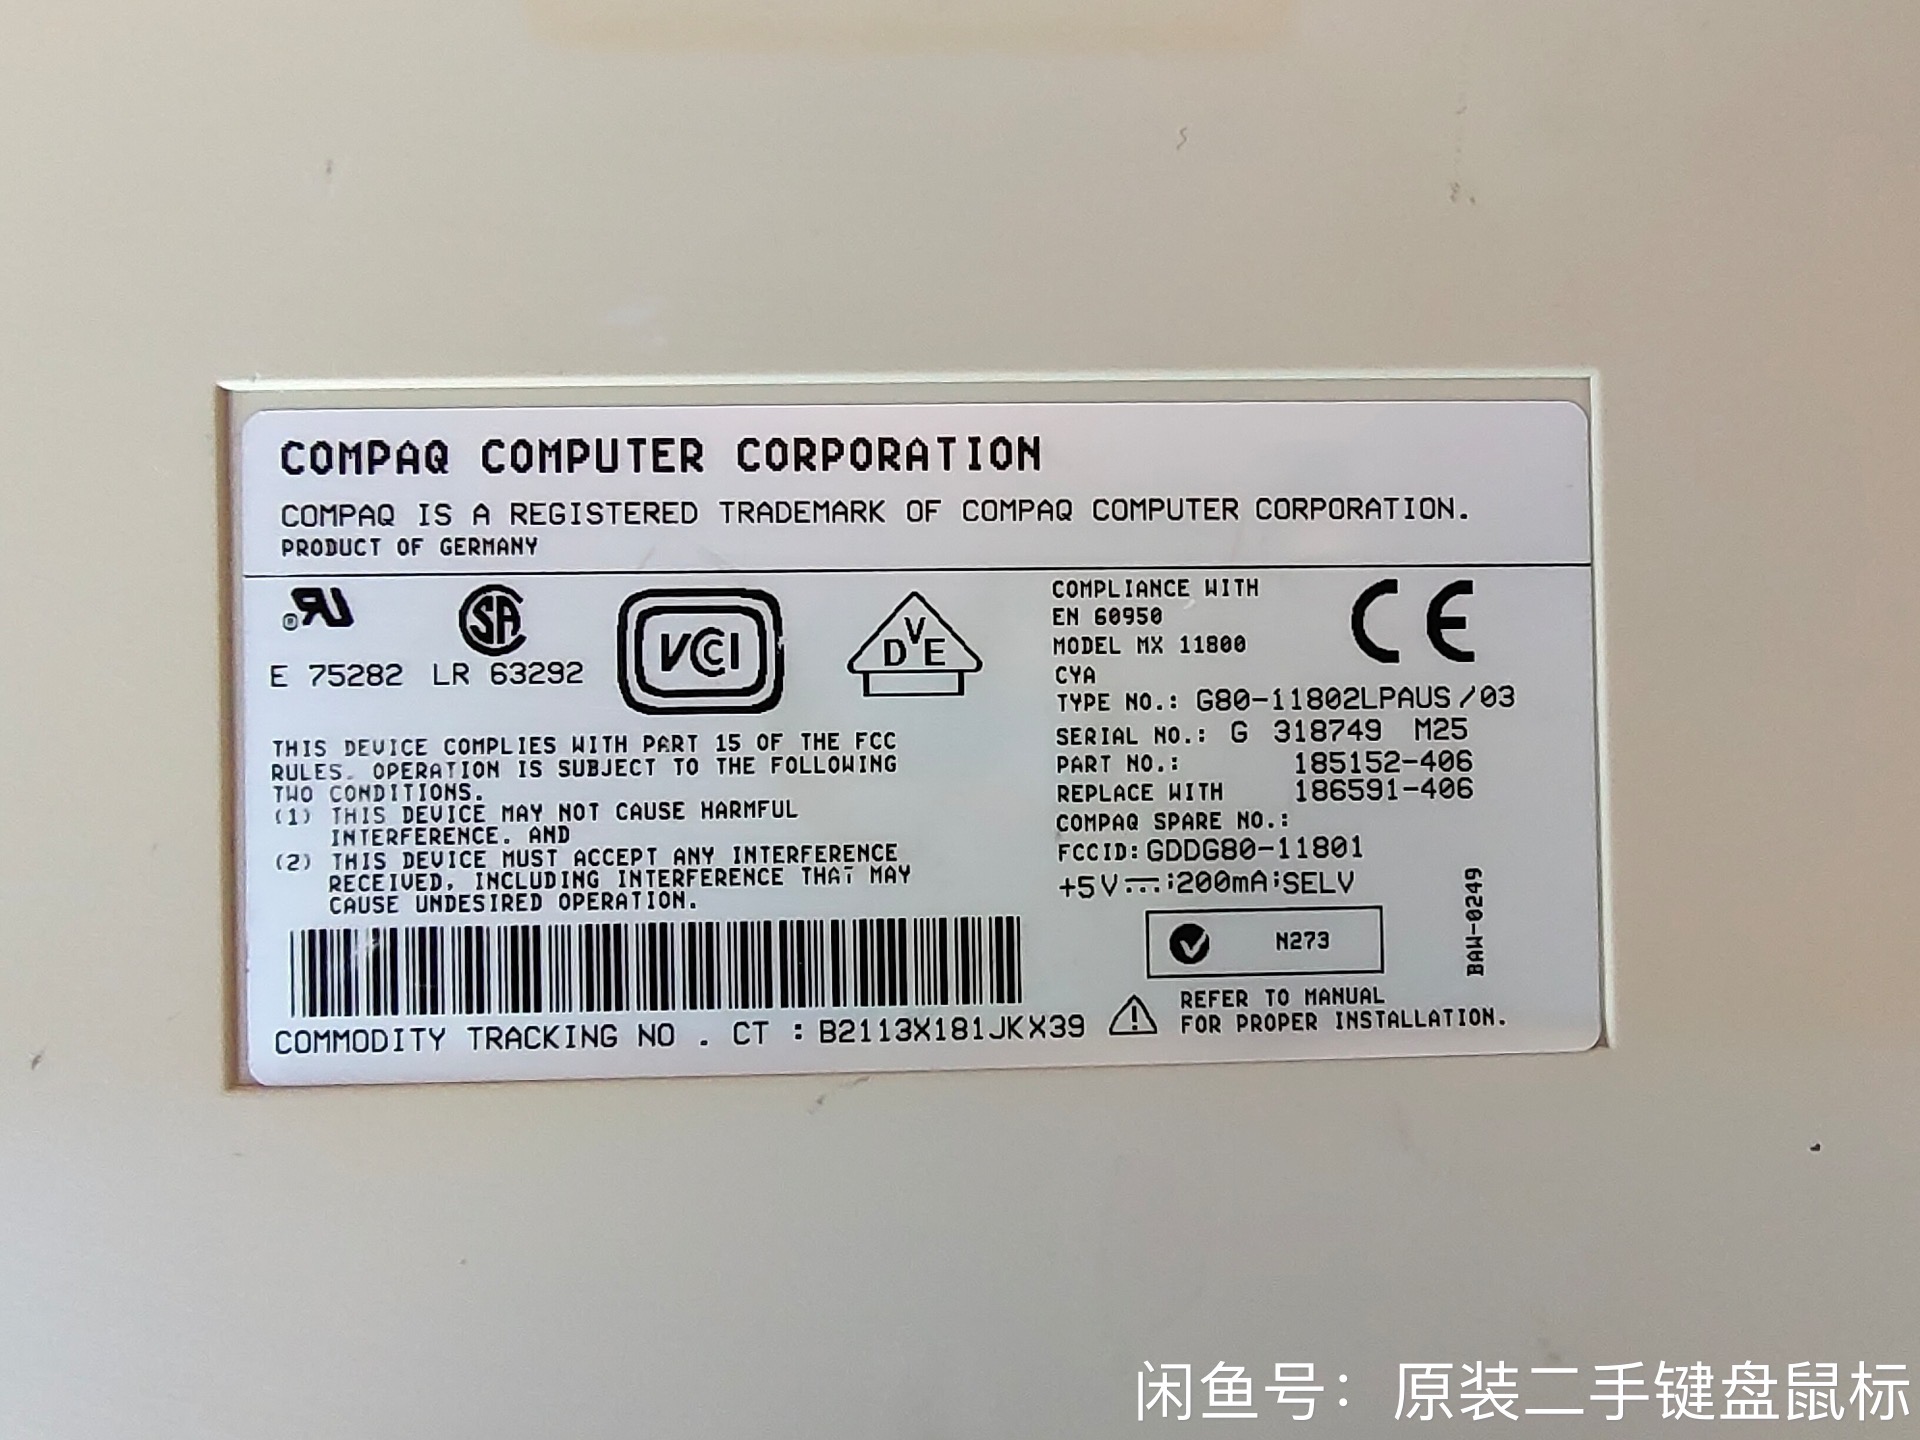 COMPAQ COMPUTER CORPORATION
COMPAQ IS A REGISTERED TRADEMARK OF COMPAQ COMPUTER CORPORATION.
PRODUCT OF GERMANY
E 75282 LR 63292
VCCI
DVE
THIS DEVICE COMPLIES WITH PART 15 OF THE FCC
RULES. OPERATION IS SUBJECT TO THE FOLLOWING
TWO CONDITIONS.
(1) THIS DEVICE MAY NOT CAUSE HARMFUL
INTERFERENCE. AND
(2) THIS DEVICE MUST ACCEPT ANY INTERFERENCE
RECEIVED, INCLUDING INTERFERENCE THAT MAY
CAUSE UNDESIRED OPERATION.
COMMODITY TRACKING NO . CT : B2113X181JKX39
COMPLIANCE WITH
EN 60950
MODEL MX 11800
CYA
CE
TYPE NO.: G80-11802LPAUS/03
SERIAL NO.: G 318749 M25
PART NO.: 185152-406
REPLACE WITH 186591-406
COMPAQ SPARE NO.:
FCCID: GDDG80-11801
+5V⎓;200mA;SELV
N273
BAW-0249
REFER TO MANUAL
FOR PROPER INSTALLATION.
闲鱼号：原装二手键盘鼠标